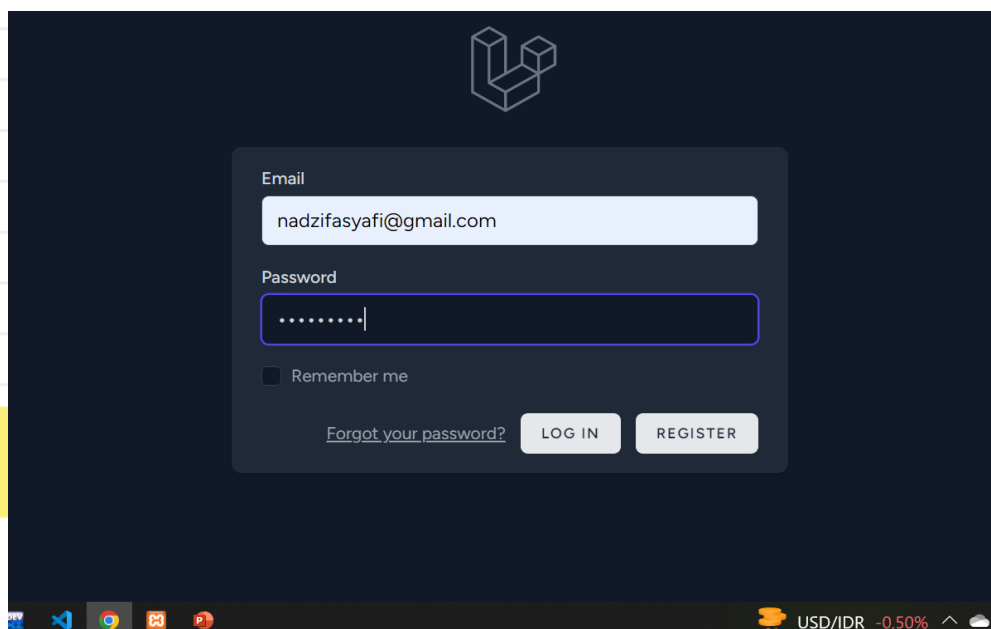 Email
nadzifasyafi@gmail.com
Password
•••••••••
Remember me
Forgot your password? LOG IN REGISTER
USD/IDR -0,50%